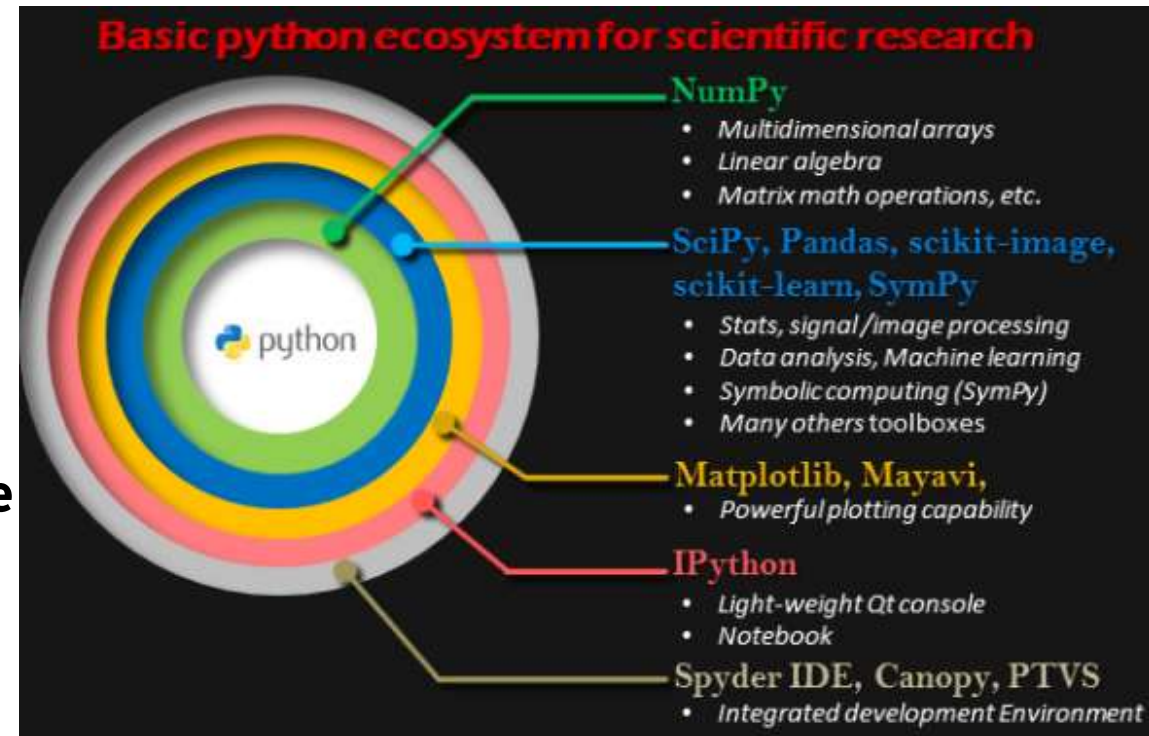 Basic python ecosystem for scientific research
NumPy
• Multidimensional arrays
• Linear algebra
• Matrix math operations, etc.
SciPy, Pandas, scikit-image,
scikit-learn, SymPy
• Stats, signal/image processing
• Data analysis, Machine learning
• Symbolic computing (SymPy)
• Many others toolboxes
Matplotlib, Mayavi,
• Powerful plotting capability
IPython
• Light-weight Qt console
• Notebook
Spyder IDE, Canopy, PTVS
• Integrated development Environment
python
e